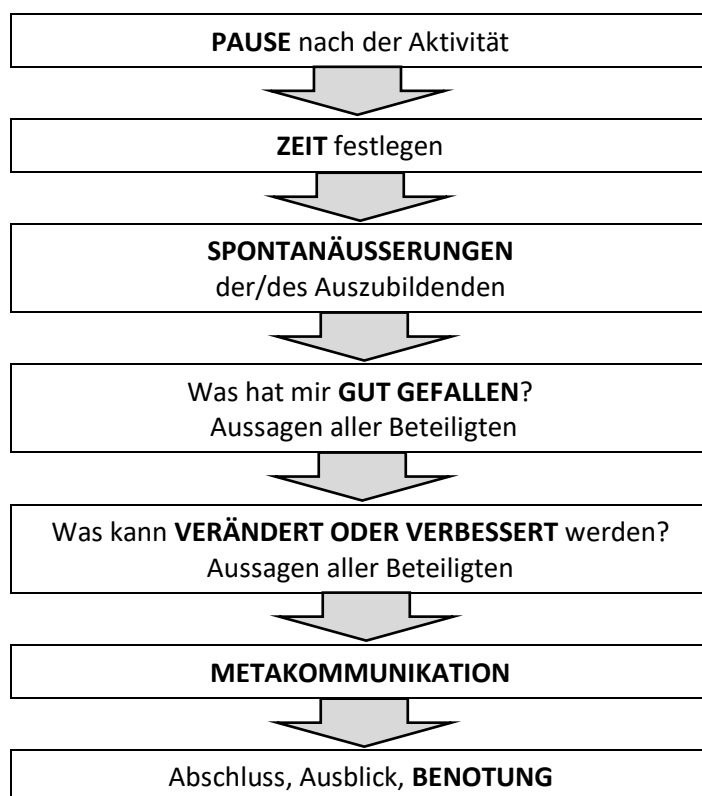 PAUSE nach der Aktivität
ZEIT festlegen
SPONTANÄUSSERUNGEN
der/des Auszubildenden
Was hat mir GUT GEFALLEN?
Aussagen aller Beteiligten
Was kann VERÄNDERT ODER VERBESSERT werden?
Aussagen aller Beteiligten
METAKOMMUNIKATION
Abschluss, Ausblick, BENOTUNG